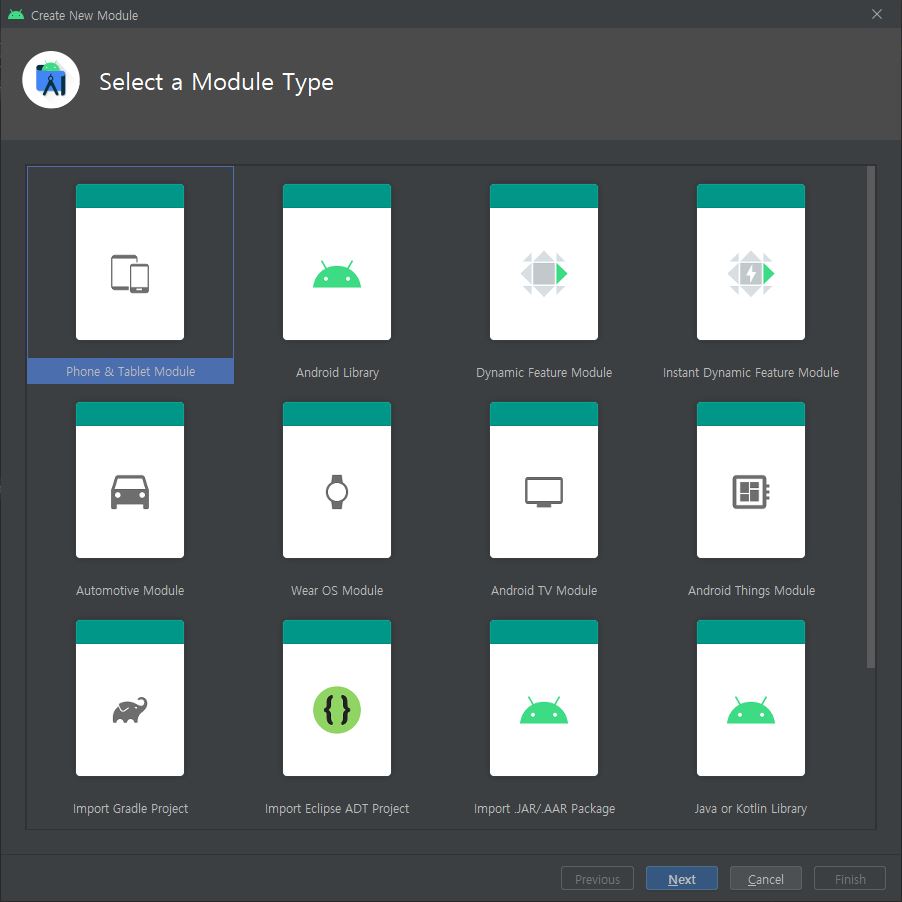 Create New Module
Select a Module Type
Phone & Tablet Module
Android Library
Dynamic Feature Module
Instant Dynamic Feature Module
Automotive Module
Wear OS Module
Android TV Module
Android Things Module
Import Gradle Project
Import Eclipse ADT Project
Import .JAR/.AAR Package
Java or Kotlin Library
Previous
Next
Cancel
Finish